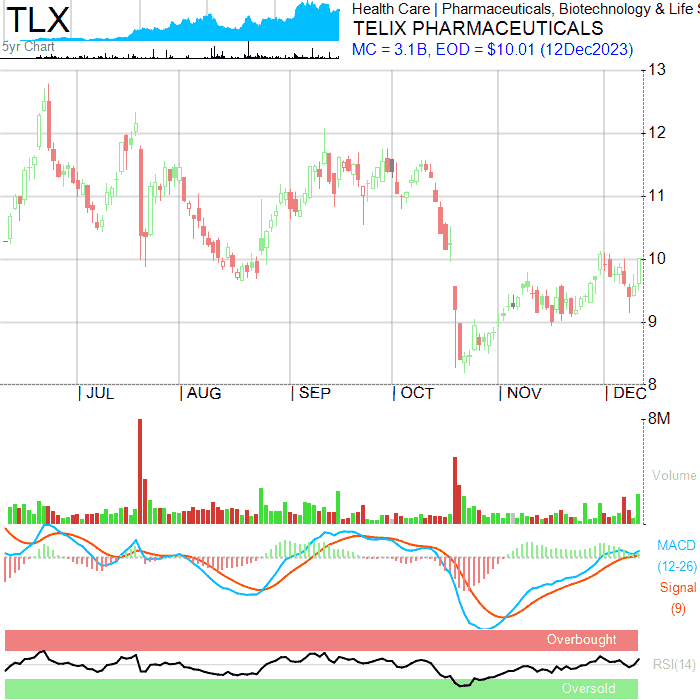 TLX
5yr Chart
Health Care | Pharmaceuticals, Biotechnology & Life S
TELIX PHARMACEUTICALS
MC = 3.1B, EOD = $10.01 (12Dec2023)
13
12
11
10
9
8
| JUL | AUG | SEP | OCT | NOV | DEC
8M
Volume
MACD
(12-26)
Signal
(9)
Overbought
RSI(14)
Oversold